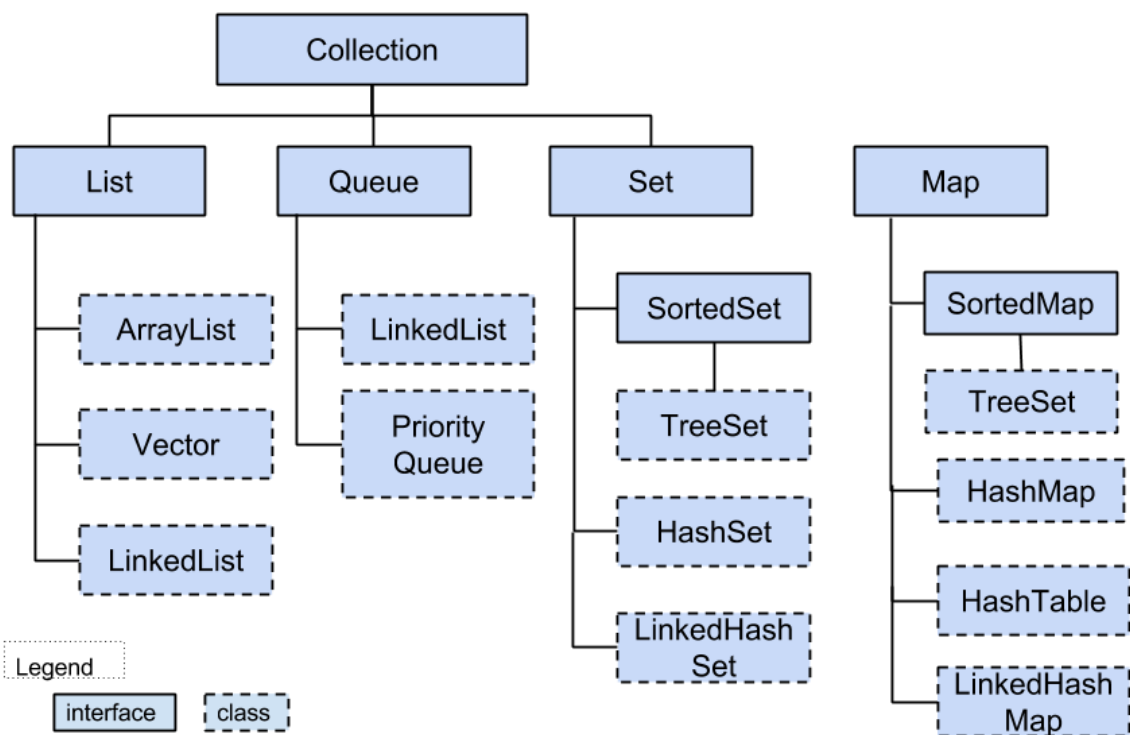 Collection
List
Queue
Set
Map
ArrayList
Vector
LinkedList
LinkedList
Priority
Queue
SortedSet
TreeSet
HashSet
LinkedHash
Set
SortedMap
TreeSet
HashMap
HashTable
LinkedHash
Map
Legend
interface
class